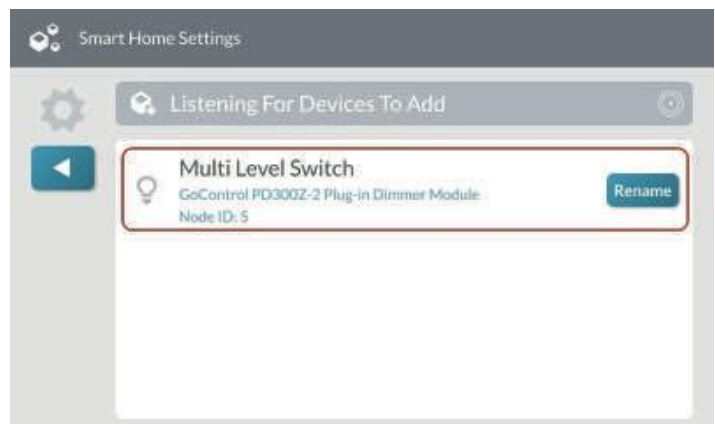 Smart Home Settings
Listening For Devices To Add
Multi Level Switch
GoControl PD300Z-2 Plug-in Dimmer Module
Rename
Node ID: 5